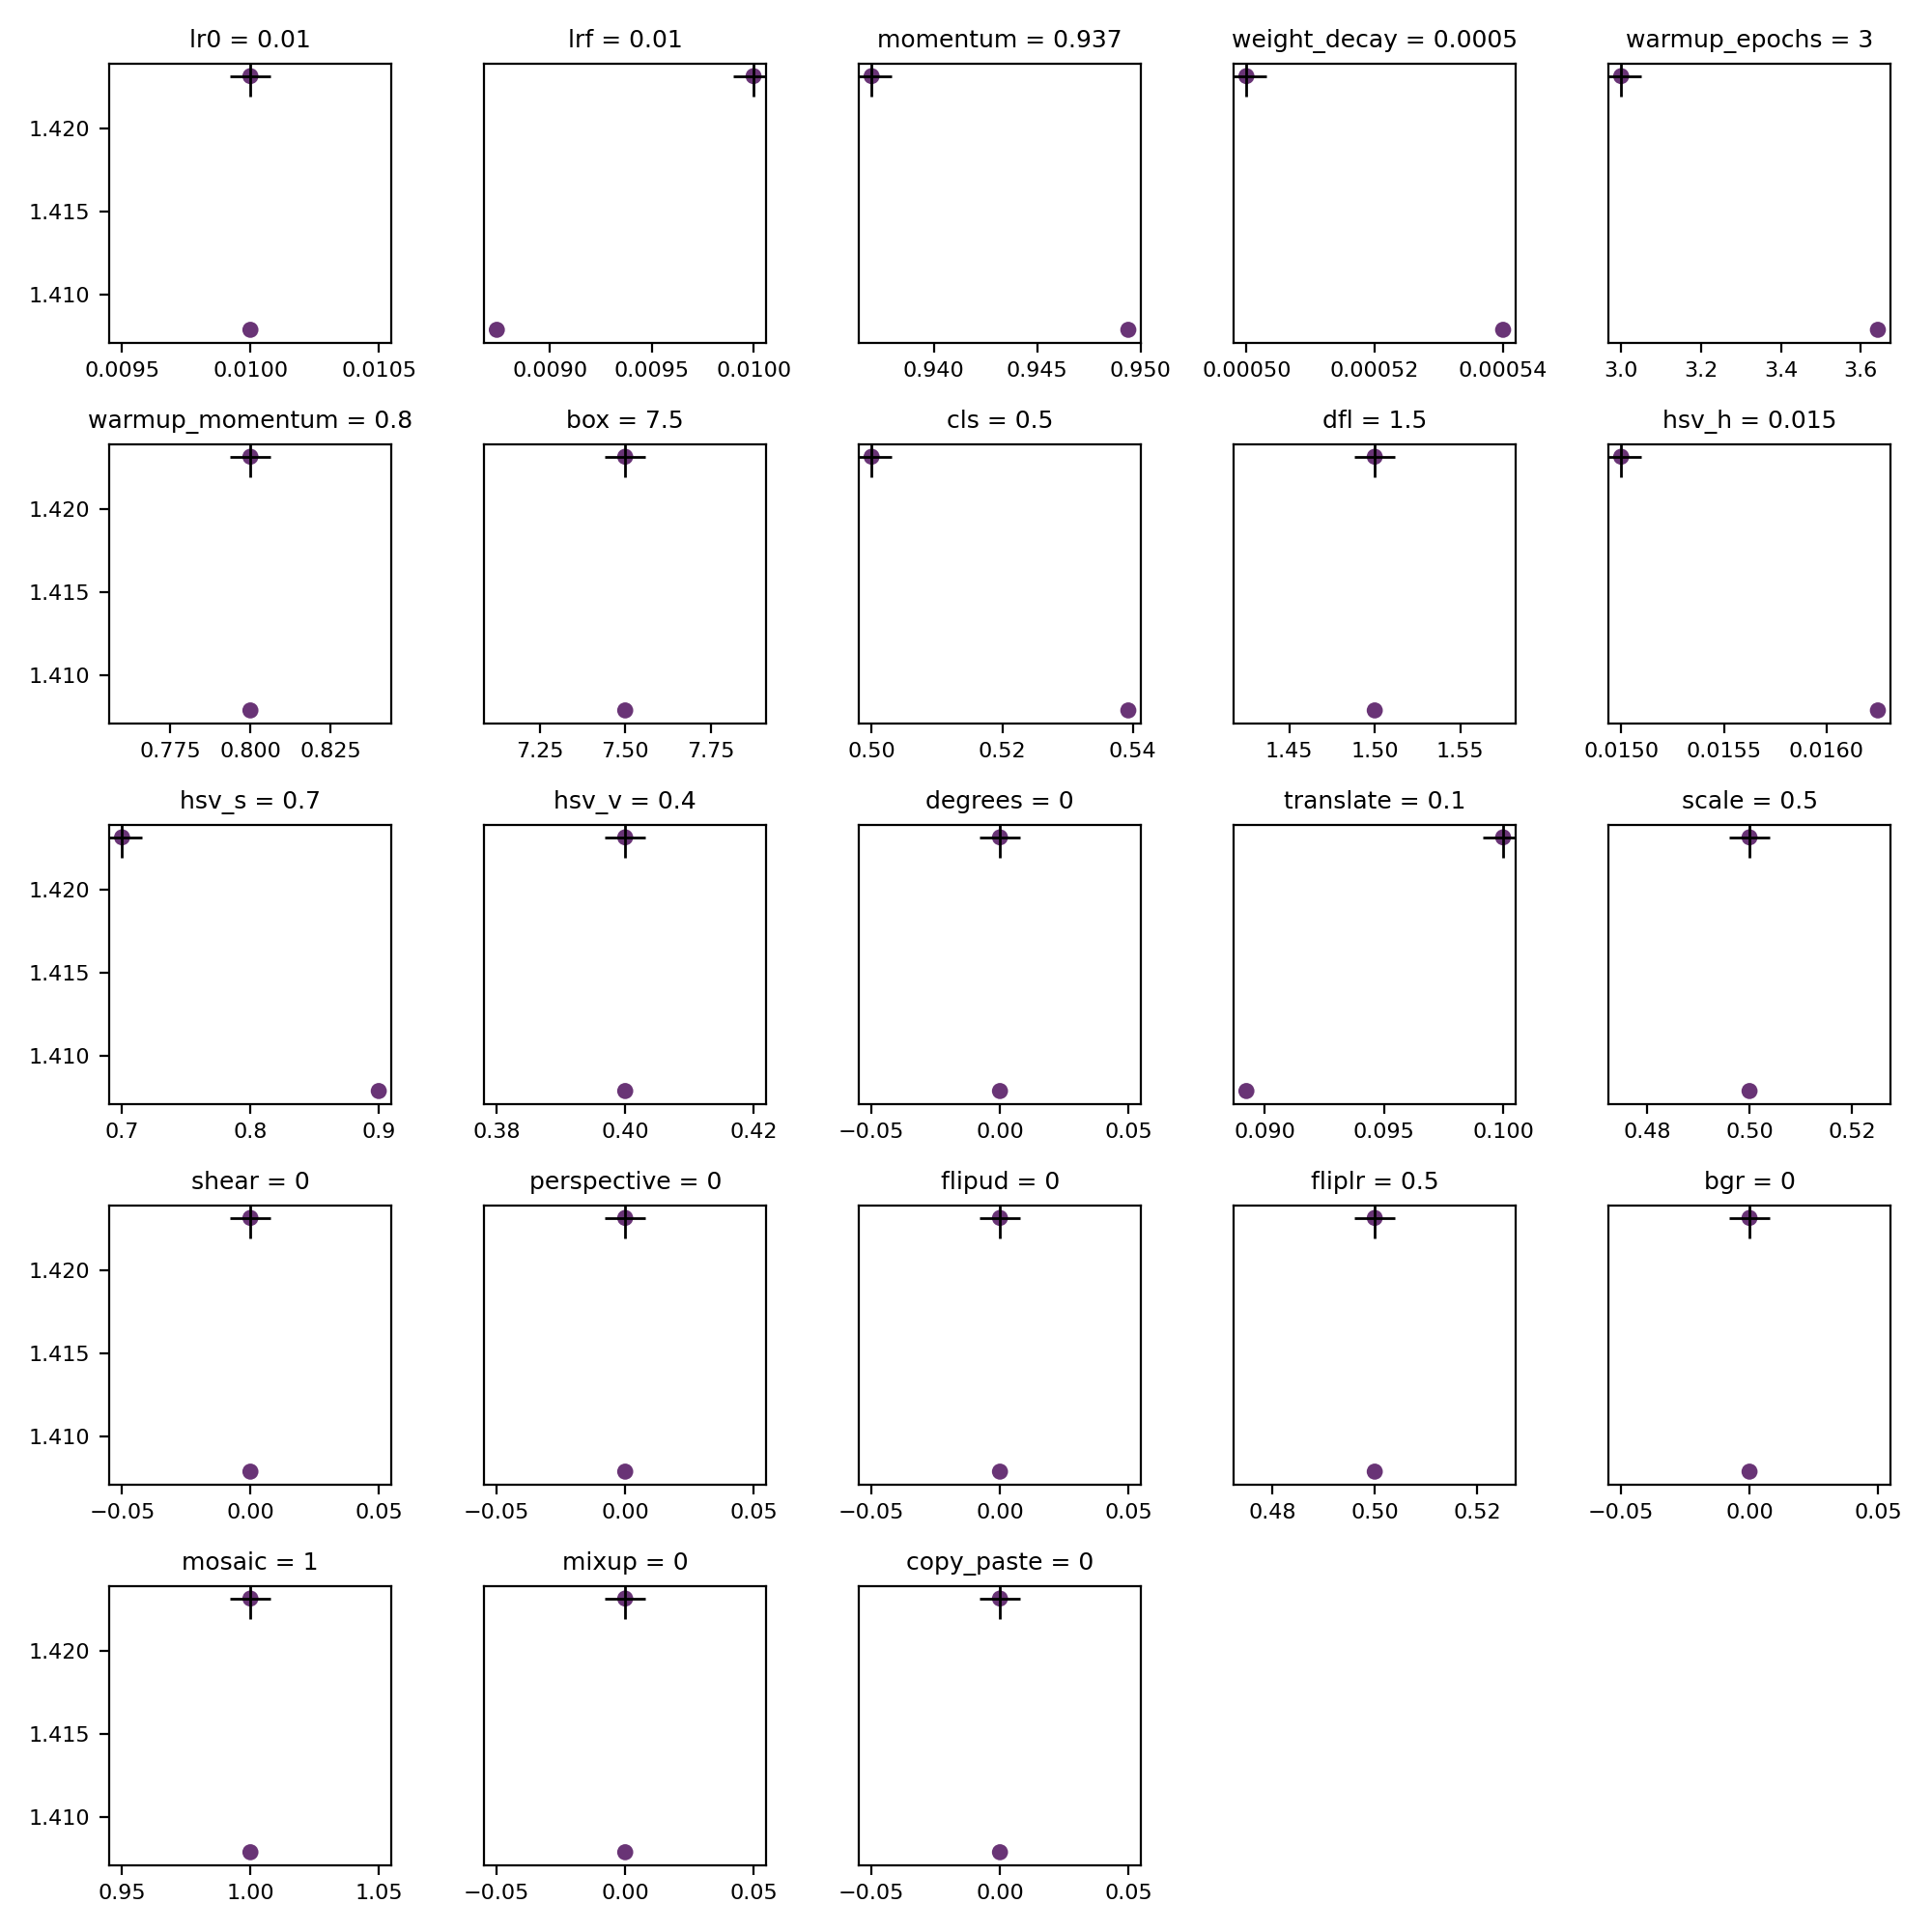 lr0 = 0.01 lrf = 0.01 momentum = 0.937 weight_decay = 0.0005 warmup_epochs = 3
1.420
1.415
1.410
0.0095 0.0100 0.0105 0.0090 0.0095 0.0100 0.940 0.945 0.950 0.00050 0.00052 0.00054 3.0 3.2 3.4 3.6
warmup_momentum = 0.8 box = 7.5 cls = 0.5 dfl = 1.5 hsv_h = 0.015
1.420
1.415
1.410
0.775 0.800 0.825 7.25 7.50 7.75 0.50 0.52 0.54 1.45 1.50 1.55 0.0150 0.0155 0.0160
hsv_s = 0.7 hsv_v = 0.4 degrees = 0 translate = 0.1 scale = 0.5
1.420
1.415
1.410
0.7 0.8 0.9 0.38 0.40 0.42 −0.05 0.00 0.05 0.090 0.095 0.100 0.48 0.50 0.52
shear = 0 perspective = 0 flipud = 0 fliplr = 0.5 bgr = 0
1.420
1.415
1.410
−0.05 0.00 0.05 −0.05 0.00 0.05 −0.05 0.00 0.05 0.48 0.50 0.52 −0.05 0.00 0.05
mosaic = 1 mixup = 0 copy_paste = 0
1.420
1.415
1.410
0.95 1.00 1.05 −0.05 0.00 0.05 −0.05 0.00 0.05